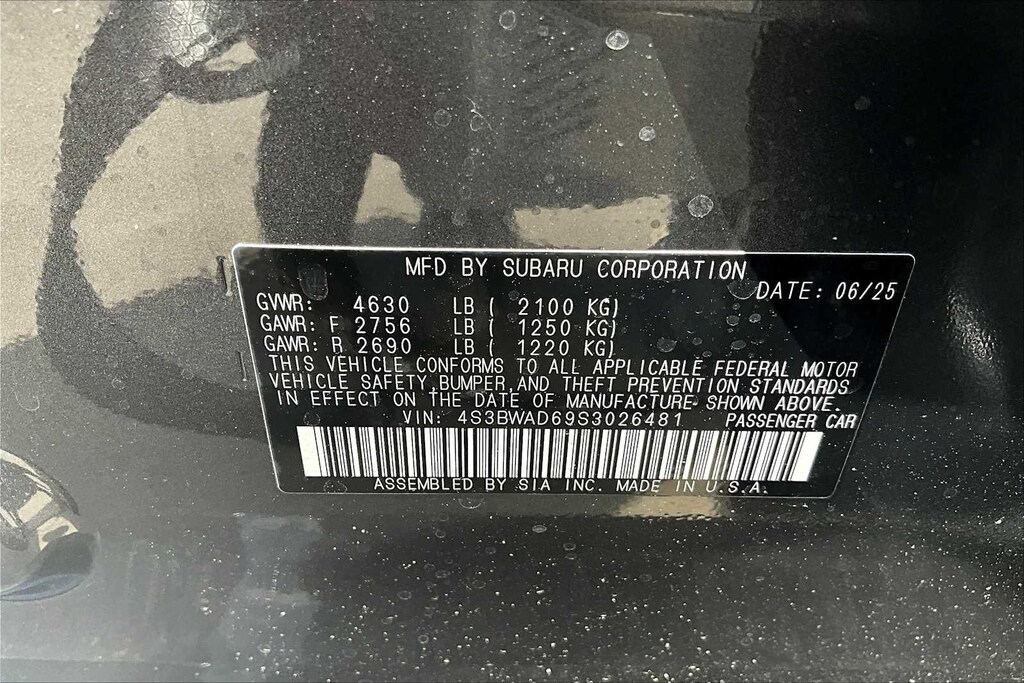 MFD BY SUBARU CORPORATION
DATE: 06/25
GVWR: 4630 LB ( 2100 KG)
GAWR: F 2756 LB ( 1250 KG)
GAWR: R 2690 LB ( 1220 KG)
THIS VEHICLE CONFORMS TO ALL APPLICABLE FEDERAL MOTOR
VEHICLE SAFETY, BUMPER, AND THEFT PREVENTION STANDARDS
IN EFFECT ON THE DATE OF MANUFACTURE SHOWN ABOVE.
VIN: 4S3BWAD69S3026481 PASSENGER CAR
ASSEMBLED BY SIA INC. MADE IN U.S.A.